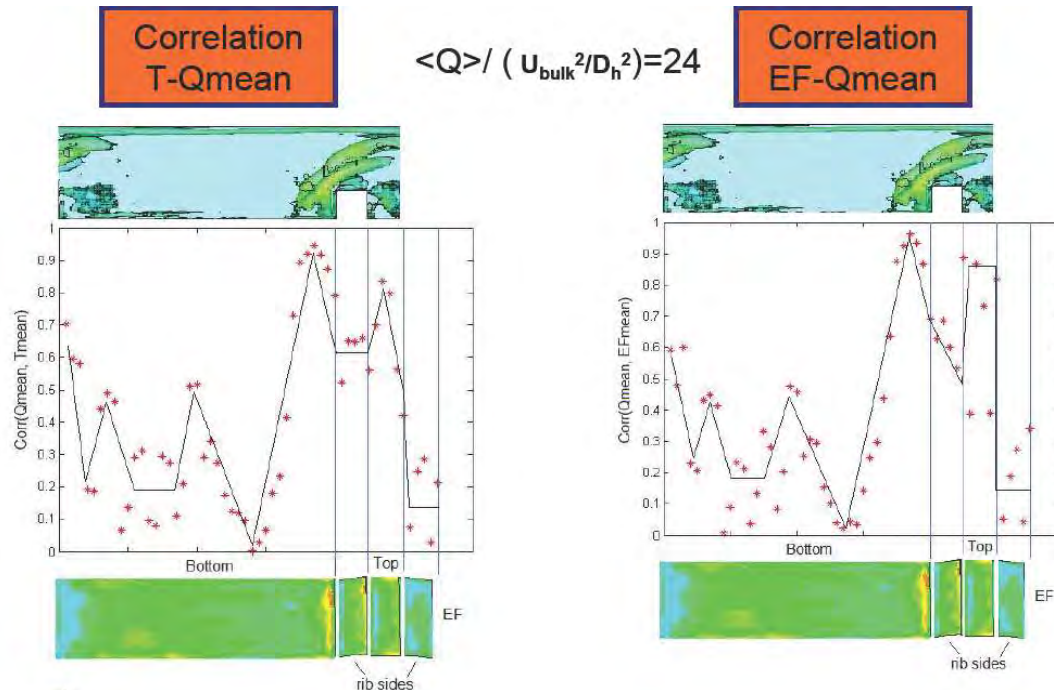 Correlation
T-Qmean
<Q>/ ( U_bulk²/D_h²)=24
Correlation
EF-Qmean
1
0.9
0.8
0.7
0.6
0.5
0.4
0.3
0.2
0.1
0
Corr(Qmean, Tmean)
Bottom
Top
EF
rib sides
1
0.9
0.8
0.7
0.6
0.5
0.4
0.3
0.2
0.1
0
Corr(Qmean, EFmean)
Bottom
Top
EF
rib sides